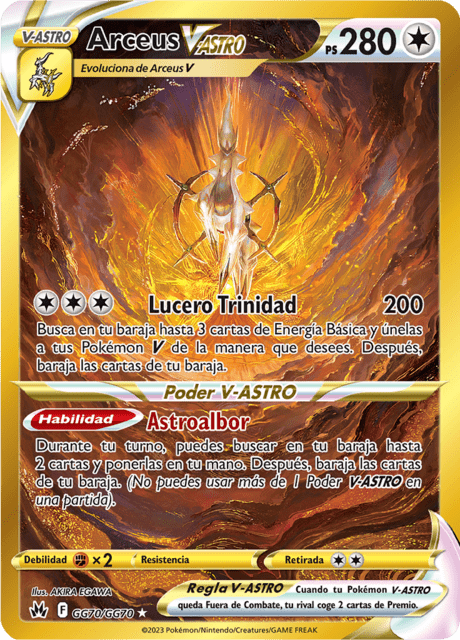 V-ASTRO
Arceus V-ASTRO
PS 280
Evoluciona de Arceus V
Lucero Trinidad 200
Busca en tu baraja hasta 3 cartas de Energía Básica y únelas
a tus Pokémon V de la manera que desees. Después,
baraja las cartas de tu baraja.
Poder V-ASTRO
Habilidad Astroalbor
Durante tu turno, puedes buscar en tu baraja hasta
2 cartas y ponerlas en tu mano. Después, baraja las cartas
de tu baraja. (No puedes usar más de 1 Poder V-ASTRO en
una partida).
Debilidad ×2 Resistencia Retirada
Ilus. AKIRA EGAWA
F GG70/GG70 ★
Regla V-ASTRO Cuando tu Pokémon V-ASTRO
queda Fuera de Combate, tu rival coge 2 cartas de Premio.
©2023 Pokémon/Nintendo/Creatures/GAME FREAK